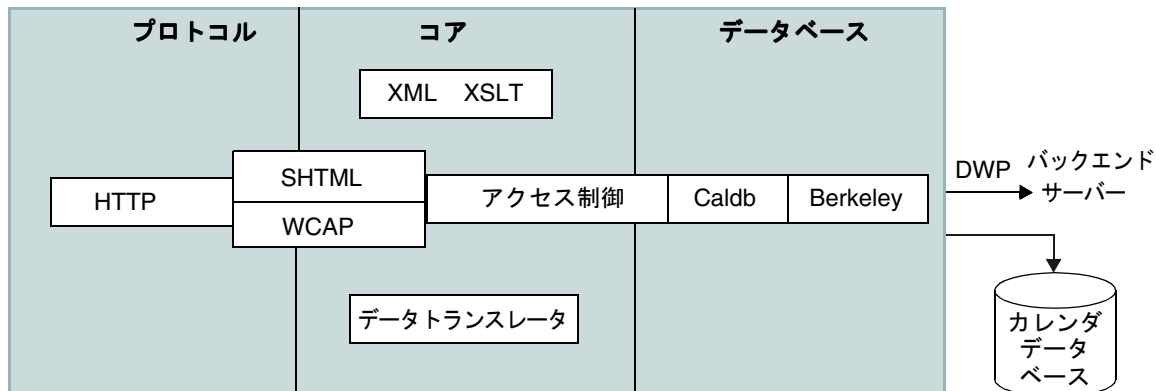 プロトコル
コア
データベース
XML XSLT
HTTP
SHTML
WCAP
アクセス制御
Caldb
Berkeley
DWP
バックエンド
サーバー
データトランスレータ
カレンダ
データ
ベース